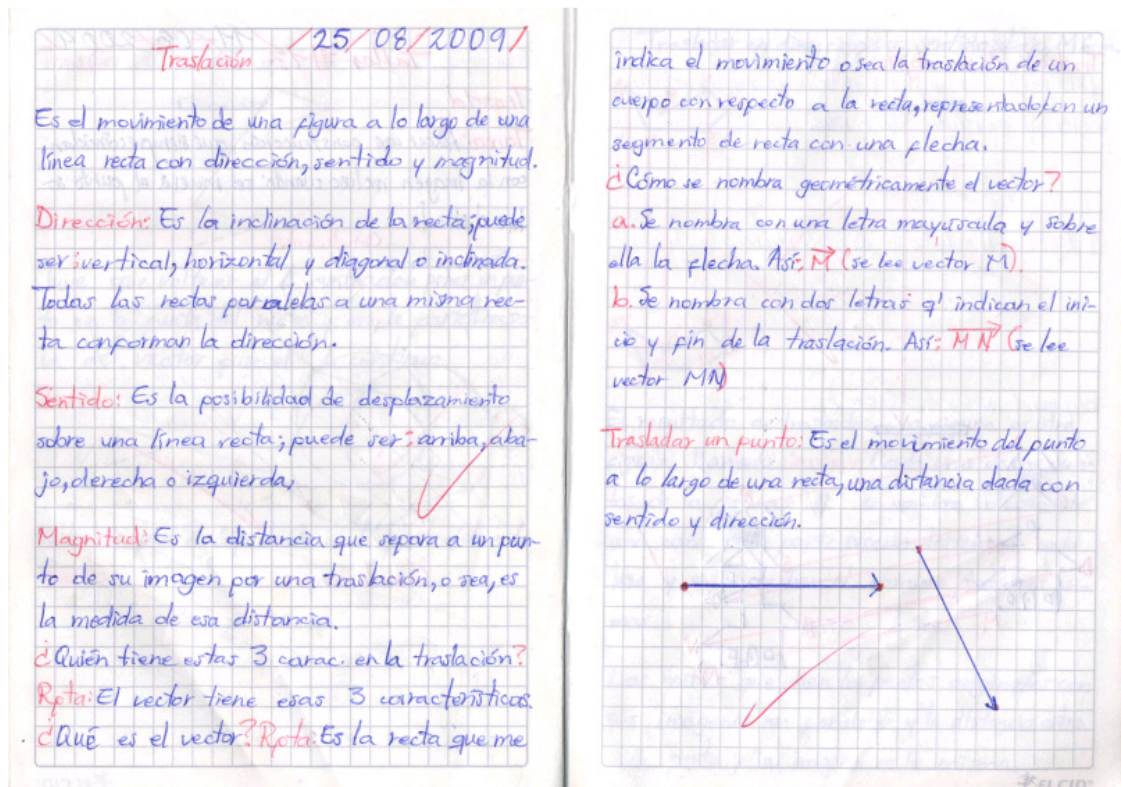 /25/08/2009/
Traslación
Es el movimiento de una figura a lo largo de una
línea recta con dirección, sentido y magnitud.
Dirección: Es la inclinación de la recta; puede
ser: vertical, horizontal y diagonal o inclinada.
Todas las rectas paralelas a una misma rec-
ta conforman la dirección.
Sentido: Es la posibilidad de desplazamiento
sobre una línea recta; puede ser: arriba, aba-
jo, derecha o izquierda,
Magnitud: Es la distancia que separa a un pun-
to de su imagen por una traslación, o sea, es
la medida de esa distancia.
¿Quién tiene estas 3 carac. en la traslación?
Rpta: El vector tiene esas 3 características.
¿Qué es el vector? Rpta: Es la recta que me
indica el movimiento o sea la traslación de un
cuerpo con respecto a la recta, representado con un
segmento de recta con una flecha.
¿Cómo se nombra geométricamente el vector?
a. Se nombra con una letra mayúscula y sobre
ella la flecha. Así: M⃗ (se lee vector M⃗).
b. Se nombra con dos letras q' indican el ini-
cio y fin de la traslación. Así: M⃗N⃗ (se lee
vector MN)
Trasladar un punto: Es el movimiento del punto
a lo largo de una recta, una distancia dada con
sentido y dirección.